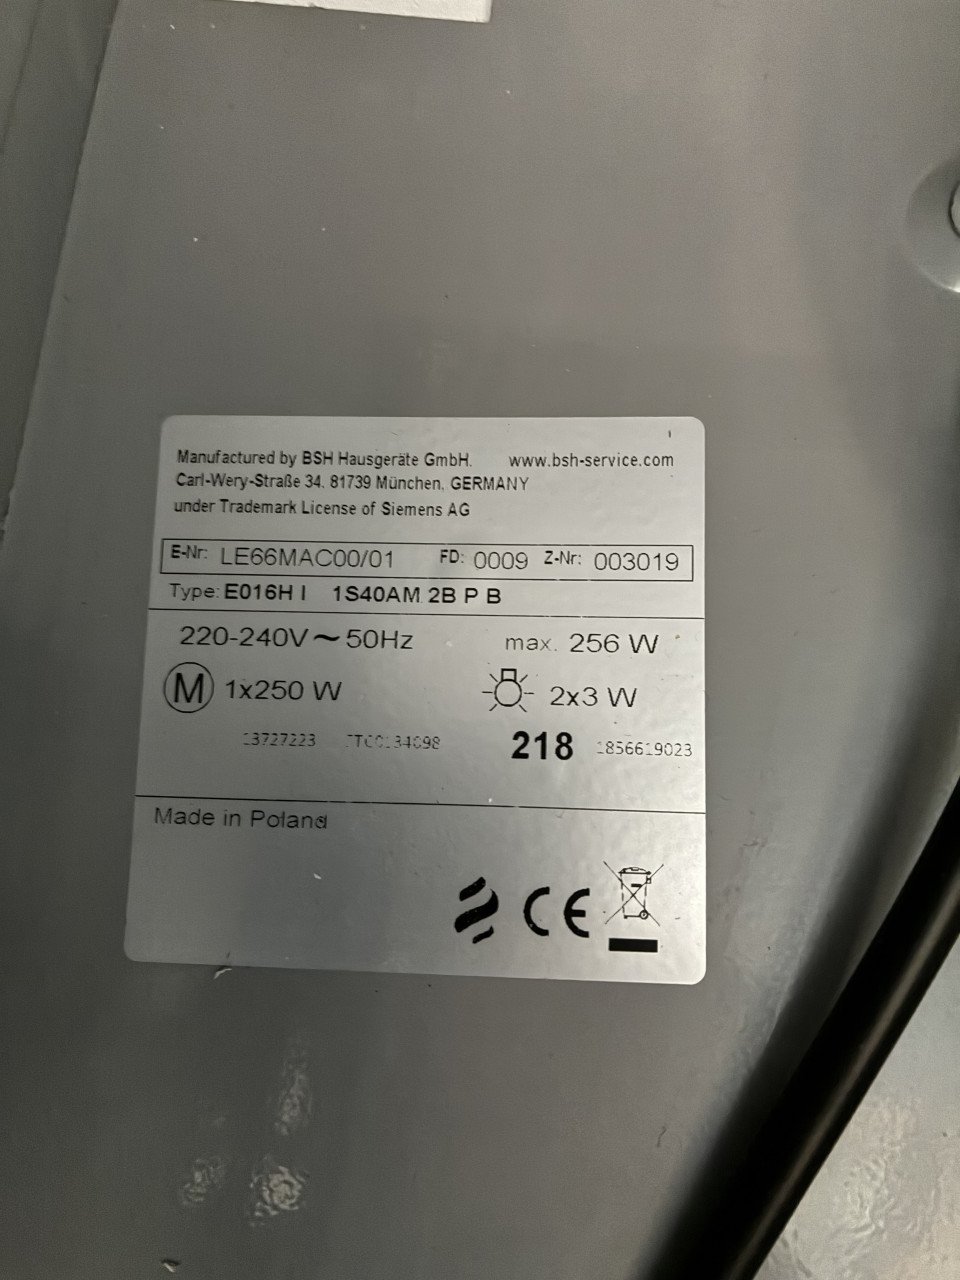 Manufactured by BSH Hausgeräte GmbH. www.bsh-service.com
Carl-Wery-Straße 34, 81739 München, GERMANY
under Trademark License of Siemens AG
E-Nr: LE66MAC00/01 FD: 0009 Z-Nr: 003019
Type: E016H I 1S40AM 2B P B
220-240V~50Hz max. 256 W
M 1x250 W 2x3 W
218 1856619023
Made in Poland
CE